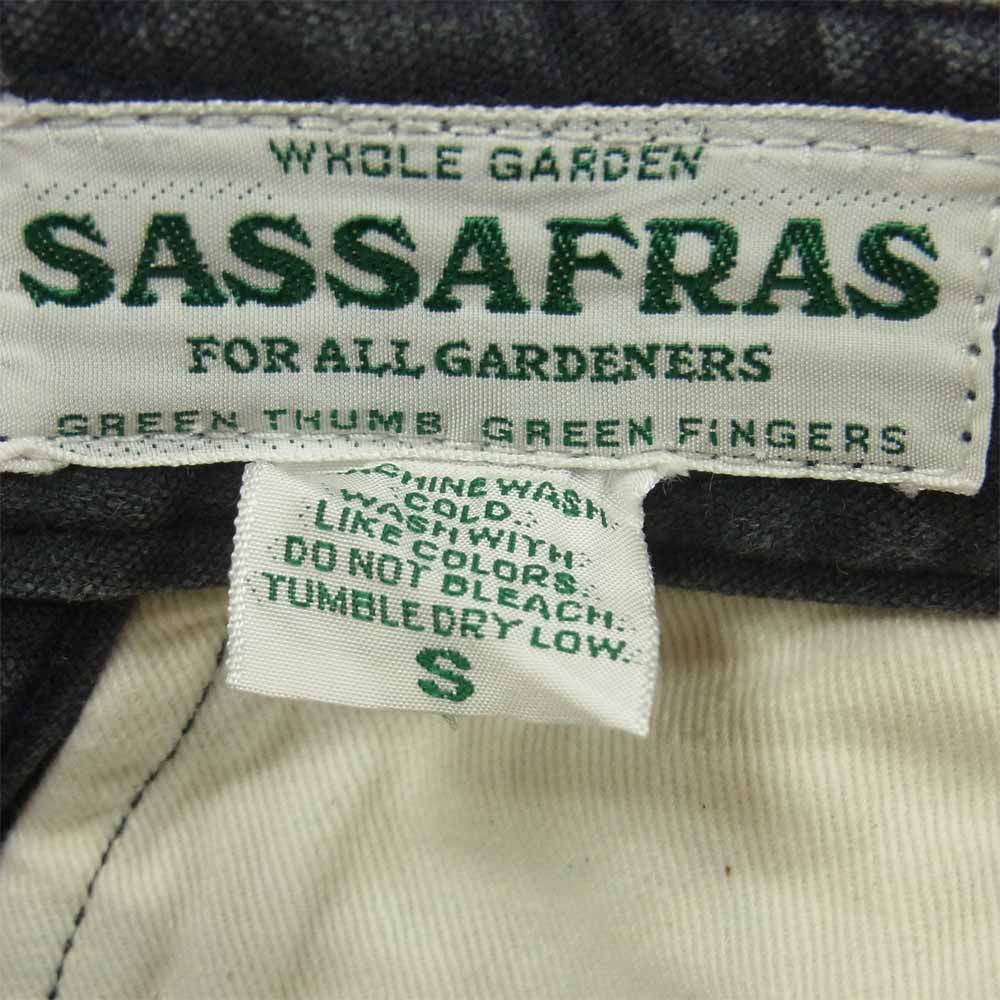 WHOLE GARDEN
SASSAFRAS
FOR ALL GARDENERS
GREEN THUMB GREEN FINGERS
CHINE WASH
COLD.
WASH WITH
LIKE COLORS.
DO NOT BLEACH.
TUMBLE DRY LOW.
S